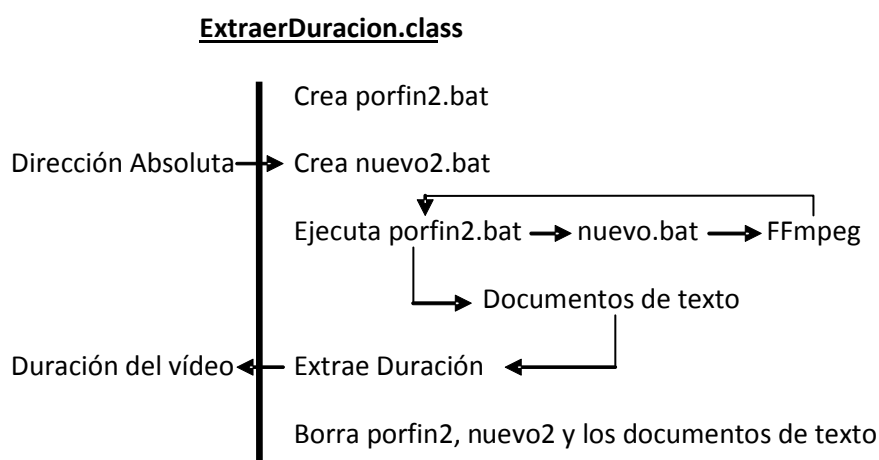 ExtraerDuracion.class
Crea porfin2.bat
Dirección Absoluta Crea nuevo2.bat
Ejecuta porfin2.bat nuevo.bat FFmpeg
Documentos de texto
Duración del vídeo Extrae Duración
Borra porfin2, nuevo2 y los documentos de texto